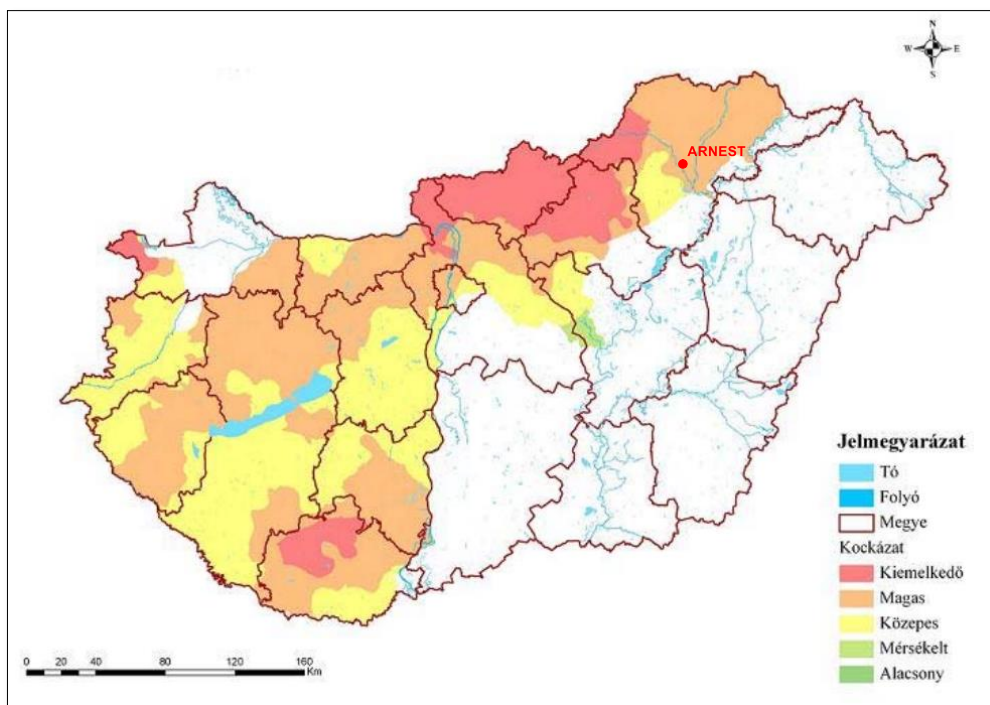 N
W E
S
ARNEST
Jelmegyarázat
Tó
Folyó
Megye
Kockázat
Kiemelkedő
Magas
Közepes
Mérsékelt
Alacsony
0 20 40 80 120 160
Km